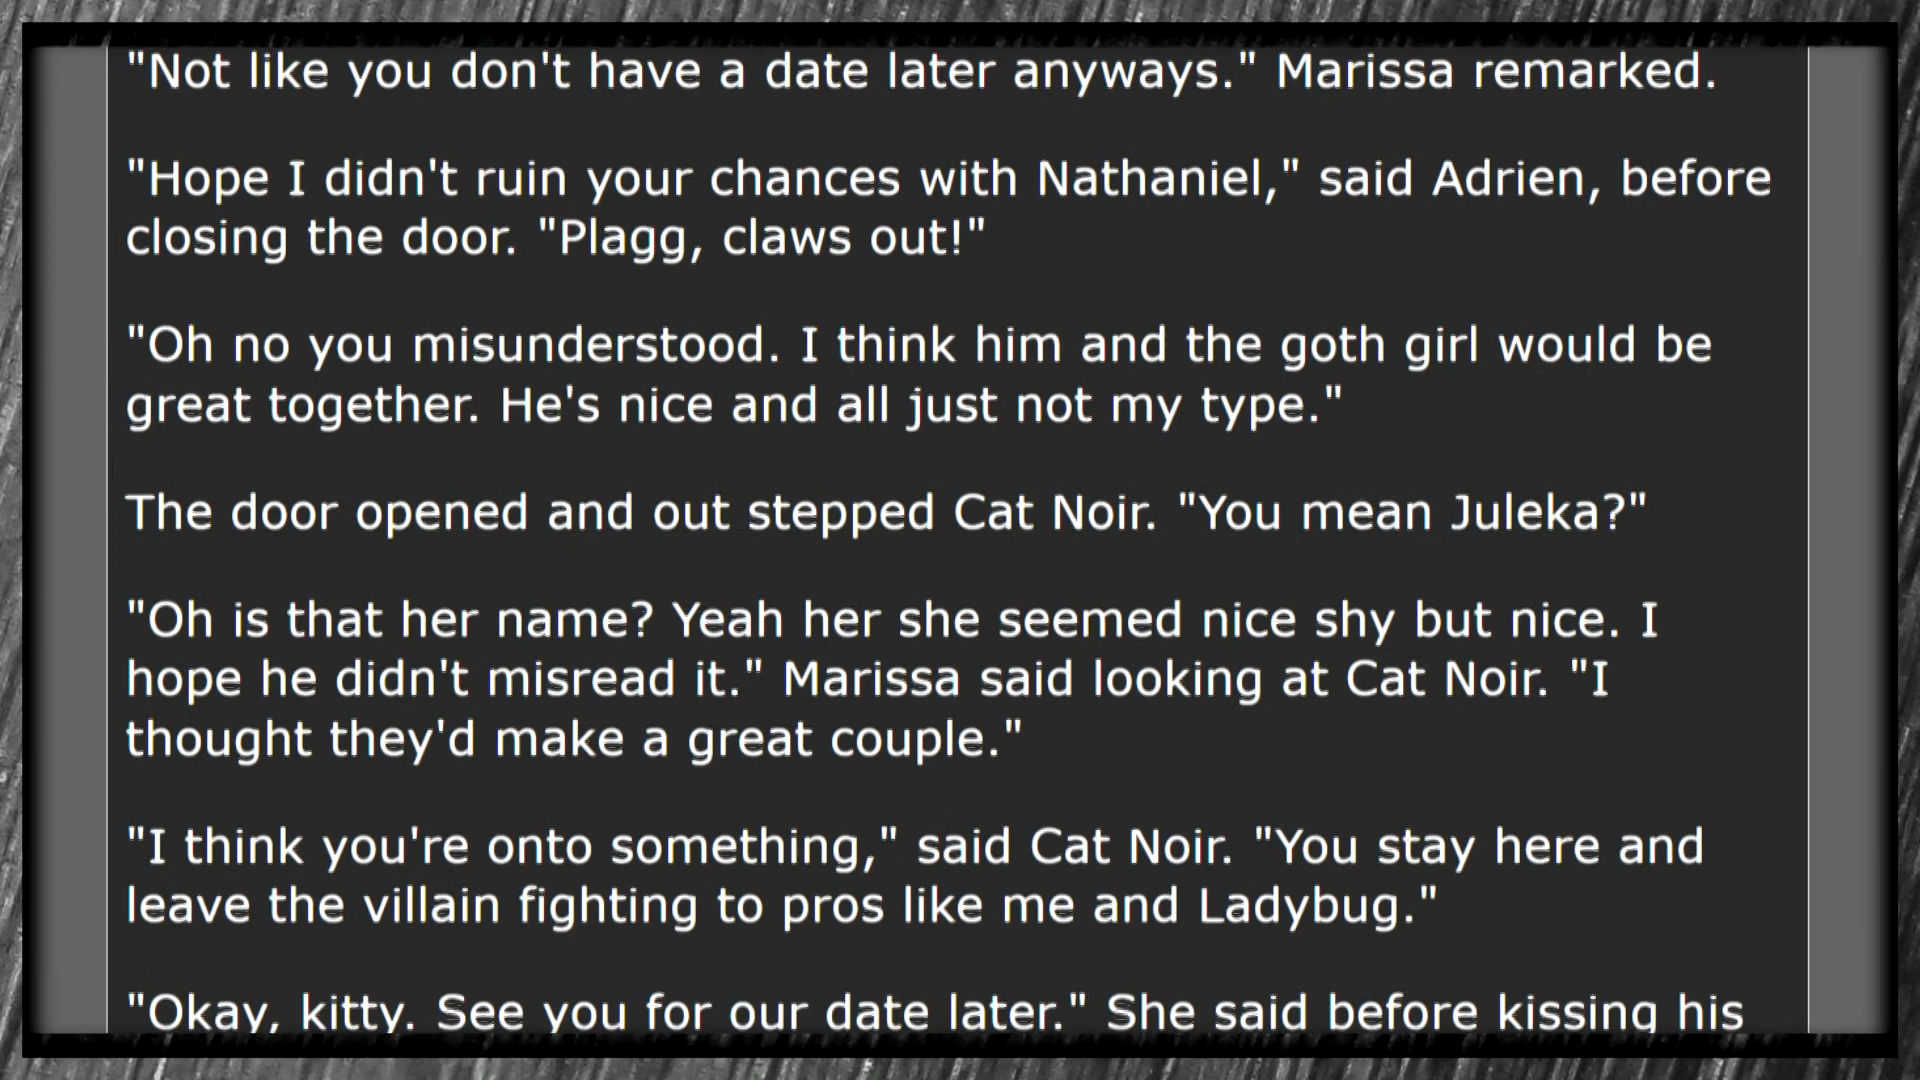 "Not like you don't have a date later anyways." Marissa remarked.
"Hope I didn't ruin your chances with Nathaniel," said Adrien, before
closing the door. "Plagg, claws out!"
"Oh no you misunderstood. I think him and the goth girl would be
great together. He's nice and all just not my type."
The door opened and out stepped Cat Noir. "You mean Juleka?"
"Oh is that her name? Yeah her she seemed nice shy but nice. I
hope he didn't misread it." Marissa said looking at Cat Noir. "I
thought they'd make a great couple."
"I think you're onto something," said Cat Noir. "You stay here and
leave the villain fighting to pros like me and Ladybug."
"Okay, kitty. See you for our date later." She said before kissing his